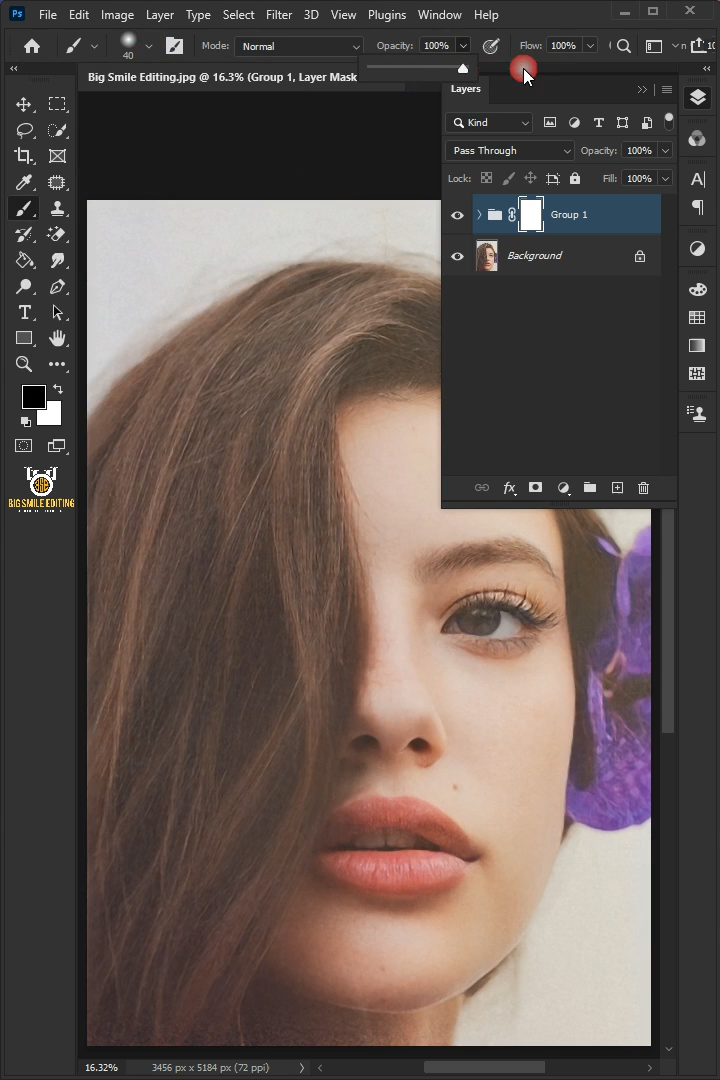 Ps File Edit Image Layer Type Select Filter 3D View Plugins Window Help
40 Mode: Normal Opacity: 100% Flow: 100%
Big Smile Editing.jpg @ 16.3% (Group 1, Layer Mask
Layers
Kind
Pass Through Opacity: 100%
Lock: Fill: 100%
Group 1
Background
fx
BIG SMILE EDITING
16.32% 3456 px x 5184 px (72 ppi)